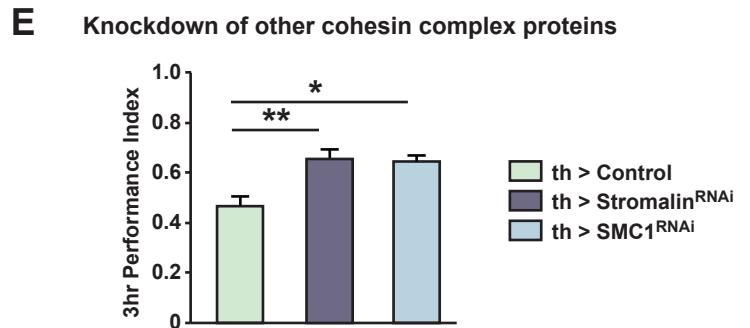 E Knockdown of other cohesin complex proteins
3hr Performance Index
1.0
0.8
0.6
0.4
0.2
0
*
**
th > Control
th > Stromalin^RNAi
th > SMC1^RNAi